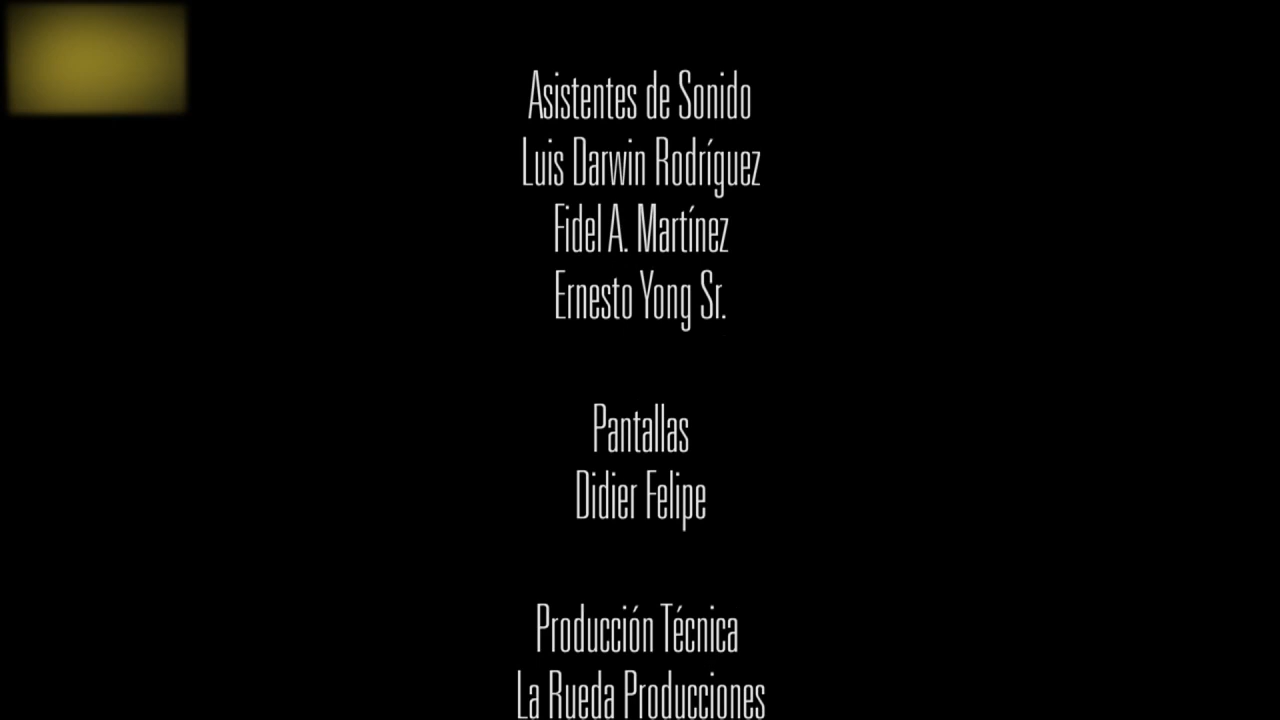 Asistentes de Sonido
Luis Darwin Rodríguez
Fidel A. Martínez
Ernesto Yong Sr.
Pantallas
Didier Felipe
Producción Técnica
La Rueda Producciones